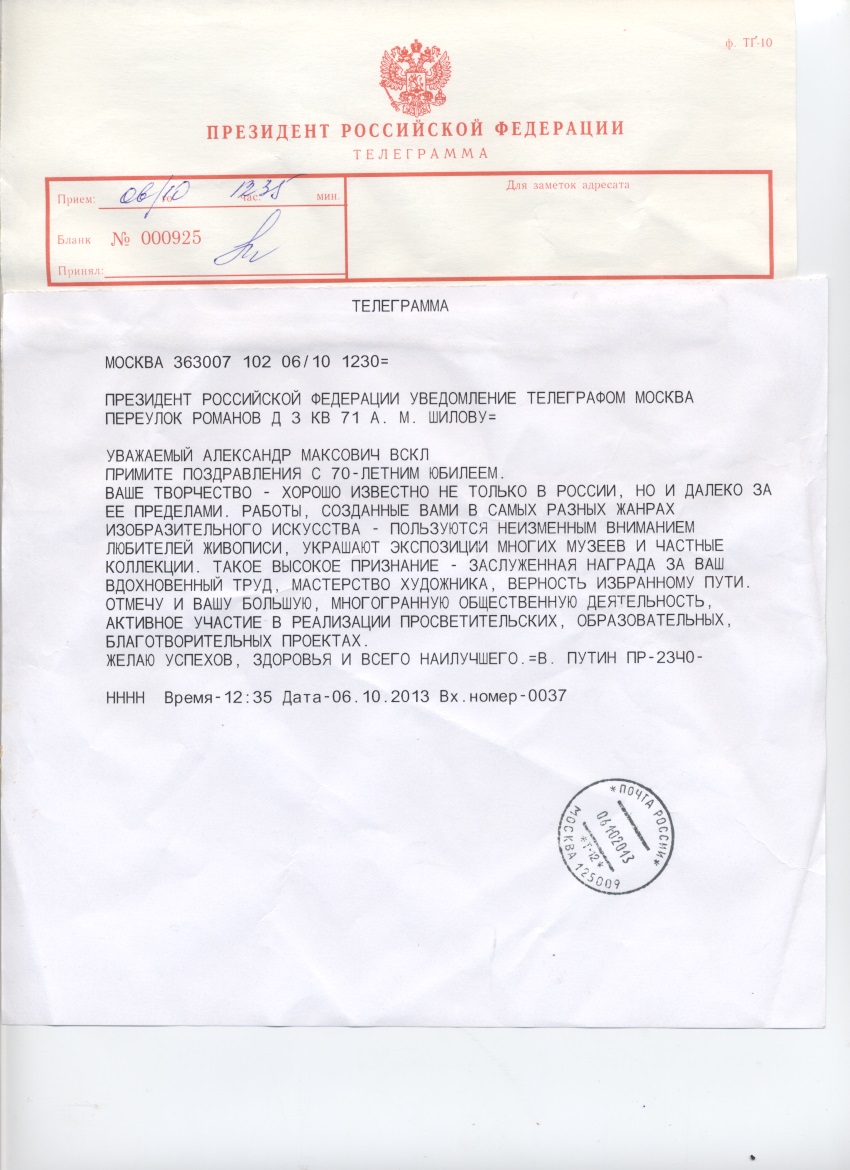 ф. ТГ-10
ПРЕЗИДЕНТ РОССИЙСКОЙ ФЕДЕРАЦИИ
ТЕЛЕГРАММА
Прием: 06/10 час. 1235 мин.
Для заметок адресата
Бланк № 000925
Принял:
ТЕЛЕГРАММА
МОСКВА 363007 102 06/10 1230=
ПРЕЗИДЕНТ РОССИЙСКОЙ ФЕДЕРАЦИИ УВЕДОМЛЕНИЕ ТЕЛЕГРАФОМ МОСКВА
ПЕРЕУЛОК РОМАНОВ Д 3 КВ 71 А. М. ШИЛОВУ=
УВАЖАЕМЫЙ АЛЕКСАНДР МАКСОВИЧ ВСКЛ
ПРИМИТЕ ПОЗДРАВЛЕНИЯ С 70-ЛЕТНИМ ЮБИЛЕЕМ.
ВАШЕ ТВОРЧЕСТВО - ХОРОШО ИЗВЕСТНО НЕ ТОЛЬКО В РОССИИ, НО И ДАЛЕКО ЗА
ЕЕ ПРЕДЕЛАМИ. РАБОТЫ, СОЗДАННЫЕ ВАМИ В САМЫХ РАЗНЫХ ЖАНРАХ
ИЗОБРАЗИТЕЛЬНОГО ИСКУССТВА - ПОЛЬЗУЮТСЯ НЕИЗМЕННЫМ ВНИМАНИЕМ
ЛЮБИТЕЛЕЙ ЖИВОПИСИ, УКРАШАЮТ ЭКСПОЗИЦИИ МНОГИХ МУЗЕЕВ И ЧАСТНЫЕ
КОЛЛЕКЦИИ. ТАКОЕ ВЫСОКОЕ ПРИЗНАНИЕ - ЗАСЛУЖЕННАЯ НАГРАДА ЗА ВАШ
ВДОХНОВЕННЫЙ ТРУД, МАСТЕРСТВО ХУДОЖНИКА, ВЕРНОСТЬ ИЗБРАННОМУ ПУТИ.
ОТМЕЧУ И ВАШУ БОЛЬШУЮ, МНОГОГРАННУЮ ОБЩЕСТВЕННУЮ ДЕЯТЕЛЬНОСТЬ,
АКТИВНОЕ УЧАСТИЕ В РЕАЛИЗАЦИИ ПРОСВЕТИТЕЛЬСКИХ, ОБРАЗОВАТЕЛЬНЫХ,
БЛАГОТВОРИТЕЛЬНЫХ ПРОЕКТАХ.
ЖЕЛАЮ УСПЕХОВ, ЗДОРОВЬЯ И ВСЕГО НАИЛУЧШЕГО.=В. ПУТИН ПР-23Ч0-
НННН Время-12:35 Дата-06.10.2013 Вх.номер-0037
*ПОЧТА РОССИИ*
06102013
*Т-12*
МОСКВА 125009